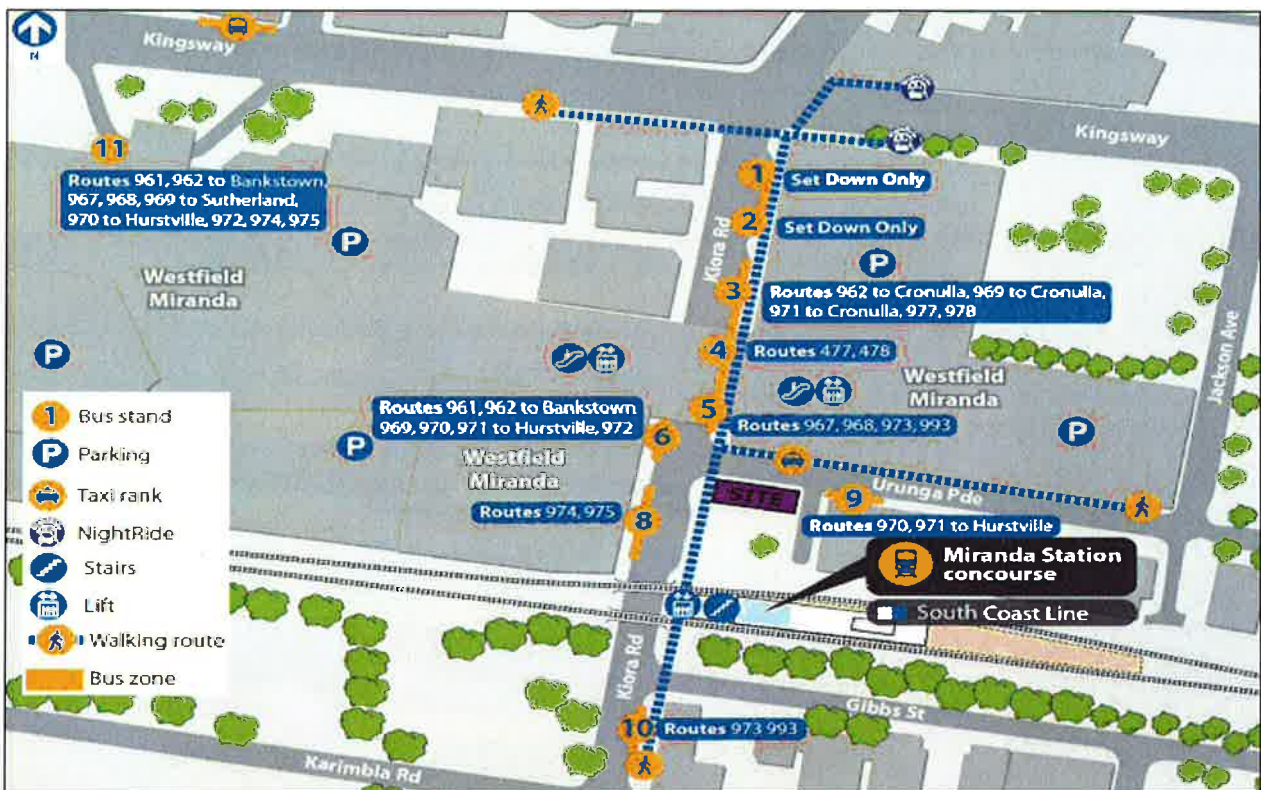 N
Kingsway
Kingsway
11
Routes 961, 962 to Bankstown,
967, 968, 969 to Sutherland,
970 to Hurstville, 972, 974, 975
P
Westfield
Miranda
P
1
Set Down Only
2
Set Down Only
Kiora Rd
P
3
Routes 962 to Cronulla, 969 to Cronulla,
971 to Cronulla, 977, 978
4
Routes 477, 478
Jackson Ave
Westfield
Miranda
5
Routes 967, 968, 973, 993
P
Routes 961, 962 to Bankstown
969, 970, 971 to Hurstville, 972
6
P
Westfield
Miranda
Routes 974, 975
8
SITE
9
Urunga Pde
Routes 970, 971 to Hurstville
Miranda Station
concourse
South Coast Line
1 Bus stand
P Parking
Taxi rank
NightRide
Stairs
Lift
Walking route
Bus zone
Kiora Rd
10
Routes 973 993
Gibbs St
Karimbla Rd